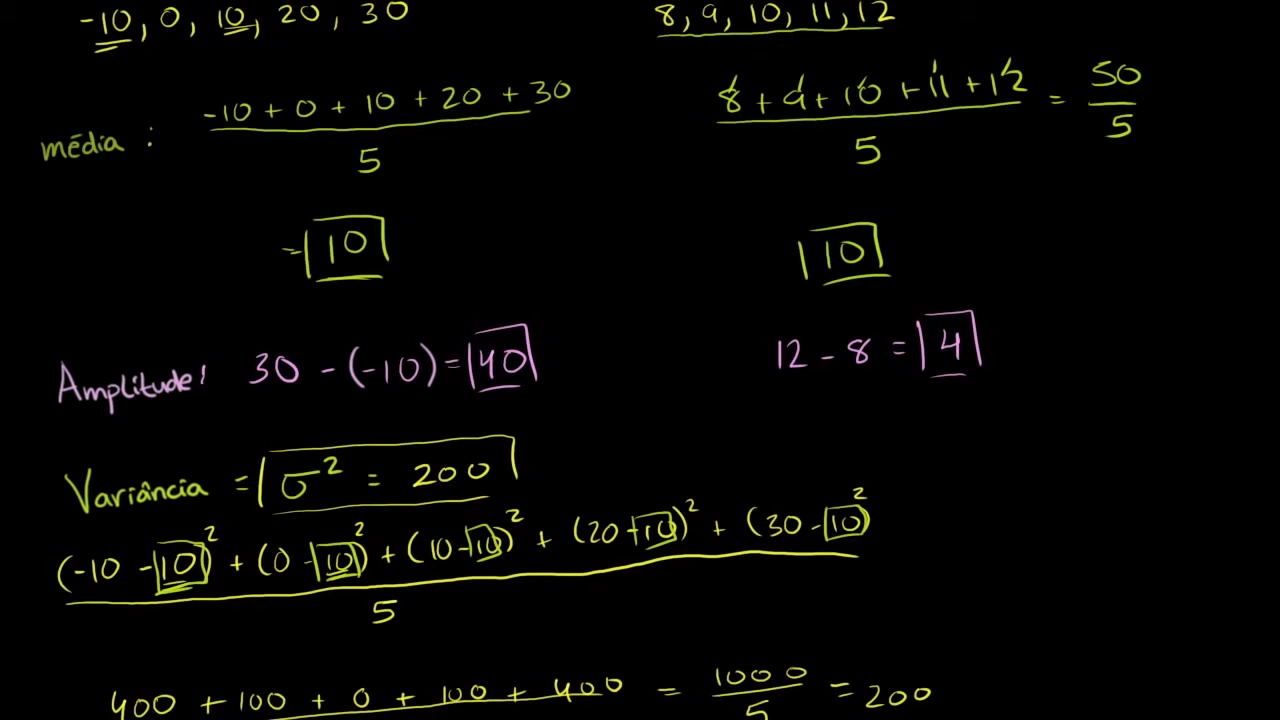 -10, 0, 10, 20, 30
8, 9, 10, 11, 12
média :
-10 + 0 + 10 + 20 + 30
5
8 + 9 + 10 + 11 + 12 = 50
5 5
= 10
10
Amplitude: 30 - (-10) = 40
12 - 8 = 4
Variância = σ² = 200
(-10 - 10)² + (0 - 10)² + (10 - 10)² + (20 - 10)² + (30 - 10)²
5
400 + 100 + 0 + 100 + 400 = 1000 = 200
5